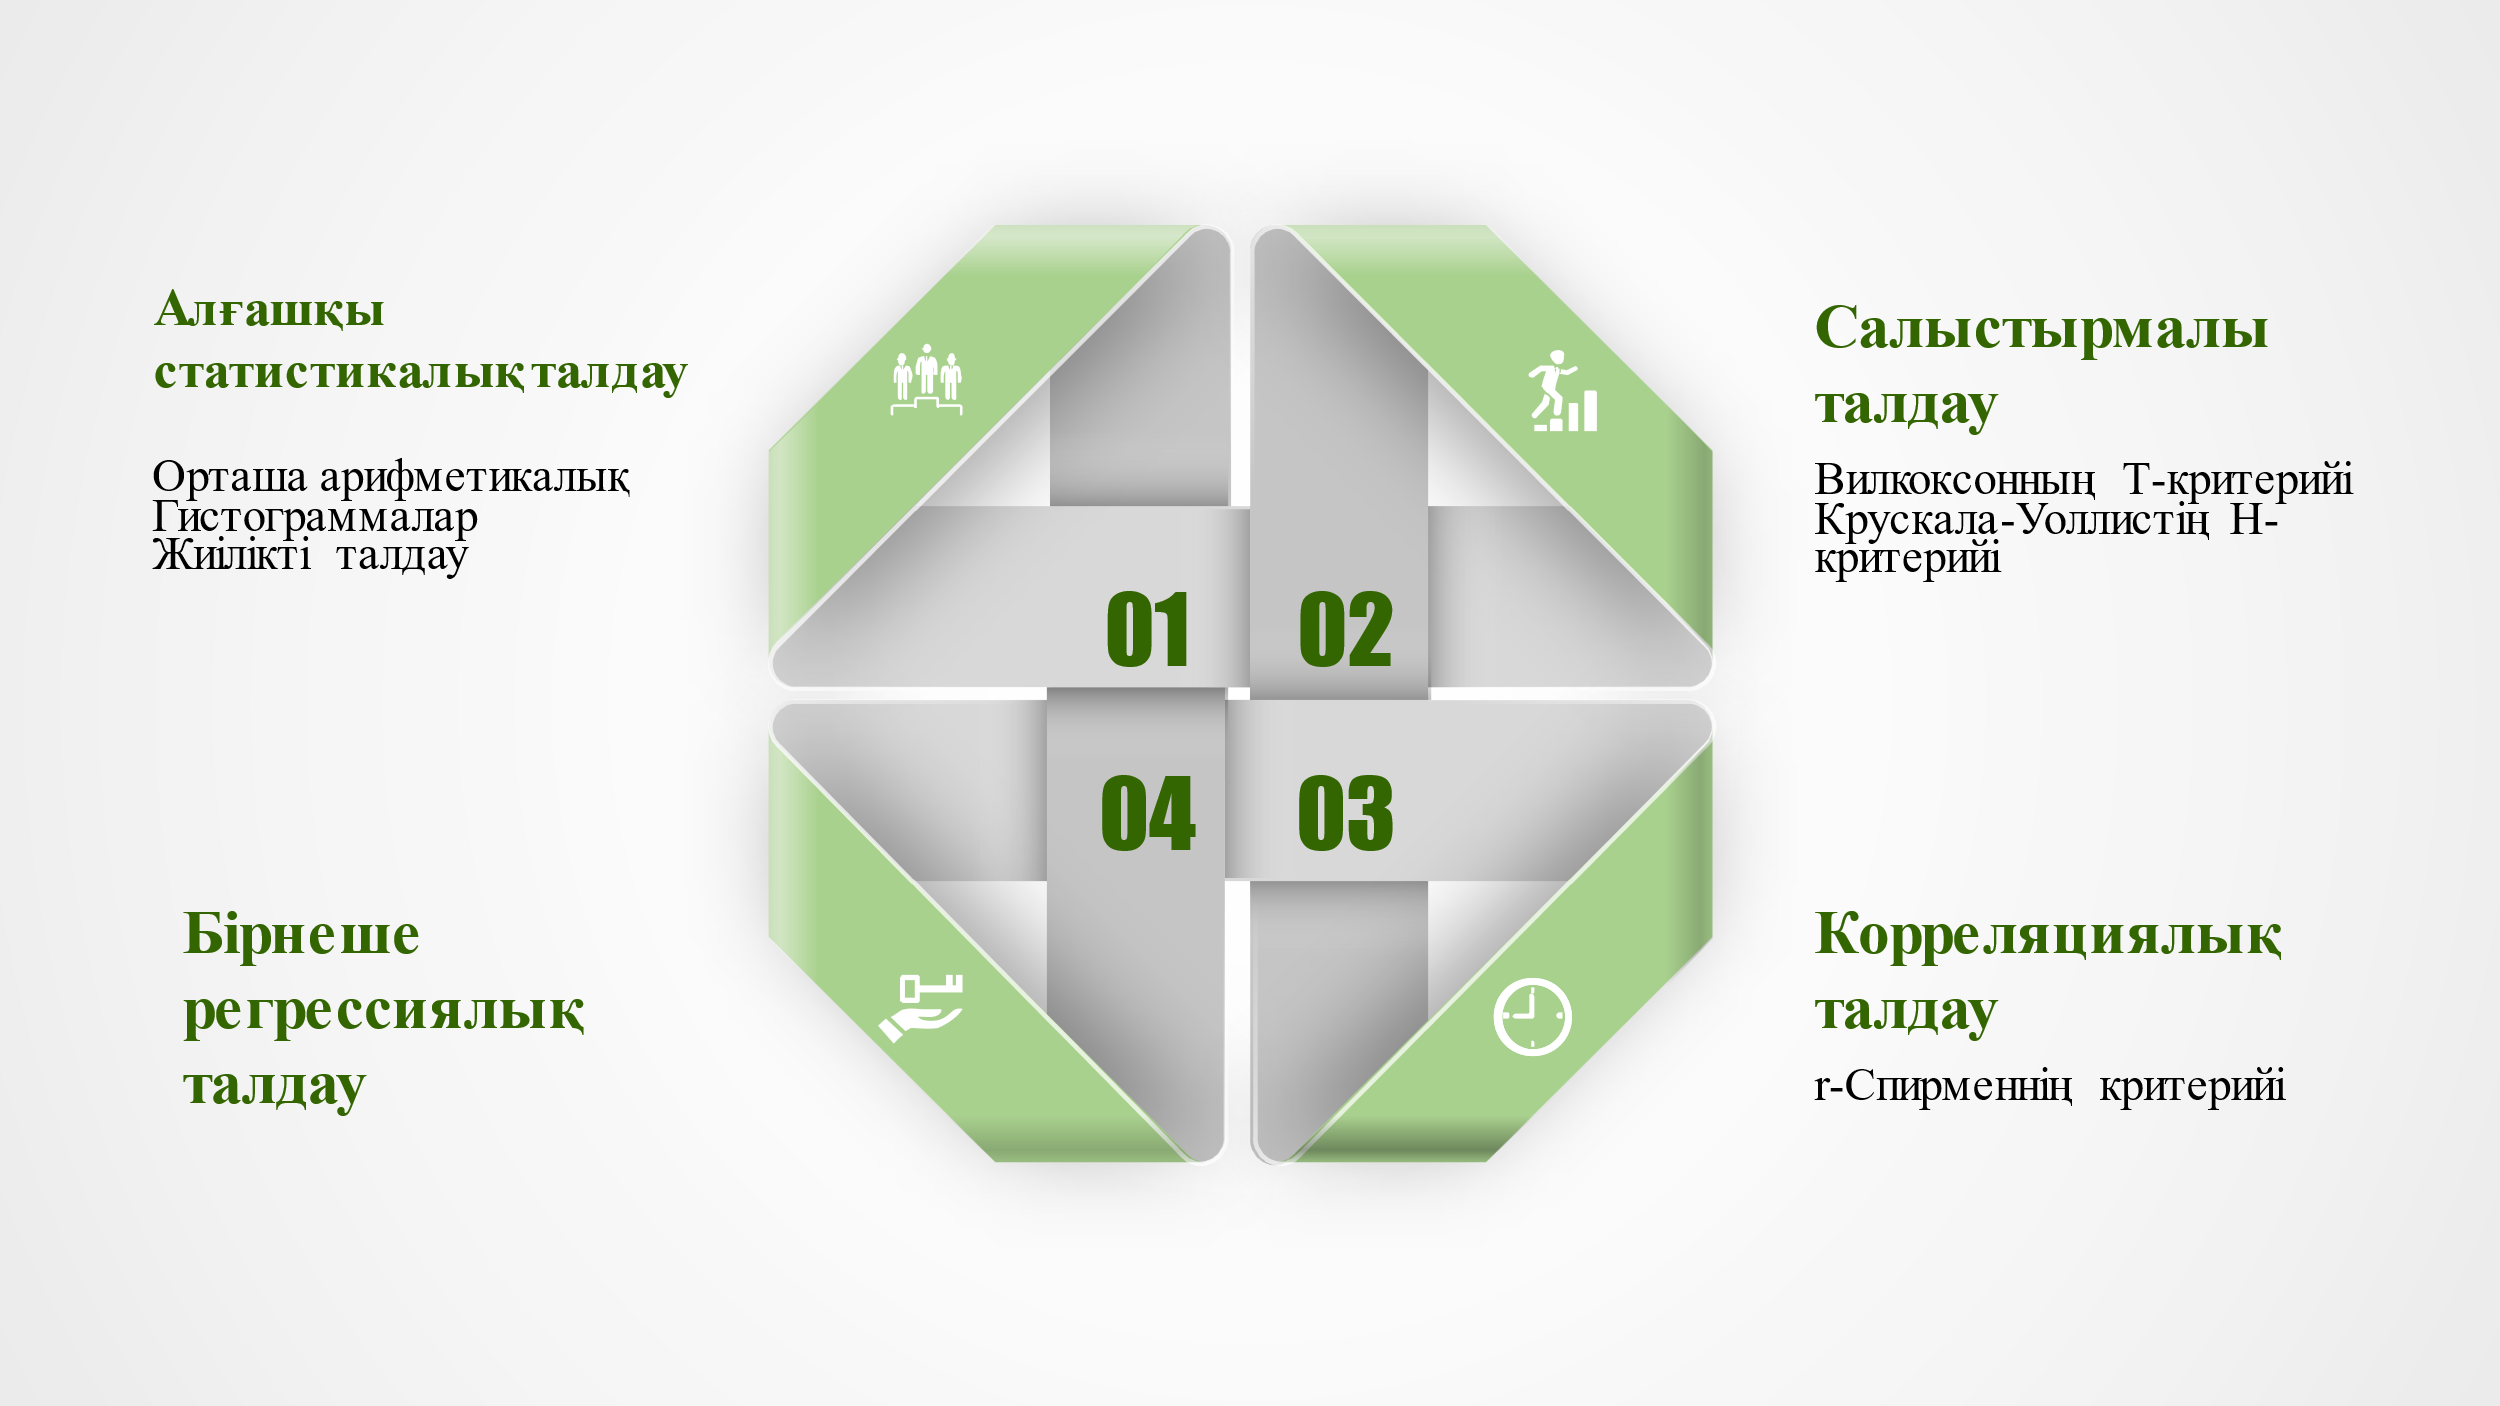 Алғашқы
статистикалық талдау
Орташа арифметикалық
Гистограммалар
Жиілікті талдау
Салыстырмалы
талдау
Вилкоксонның Т-критерийі
Крускала-Уоллистің Н-
критерийі
01
02
04
03
Бірнеше
регрессиялық
талдау
Корреляциялық
талдау
r-Спирменнің критерийі